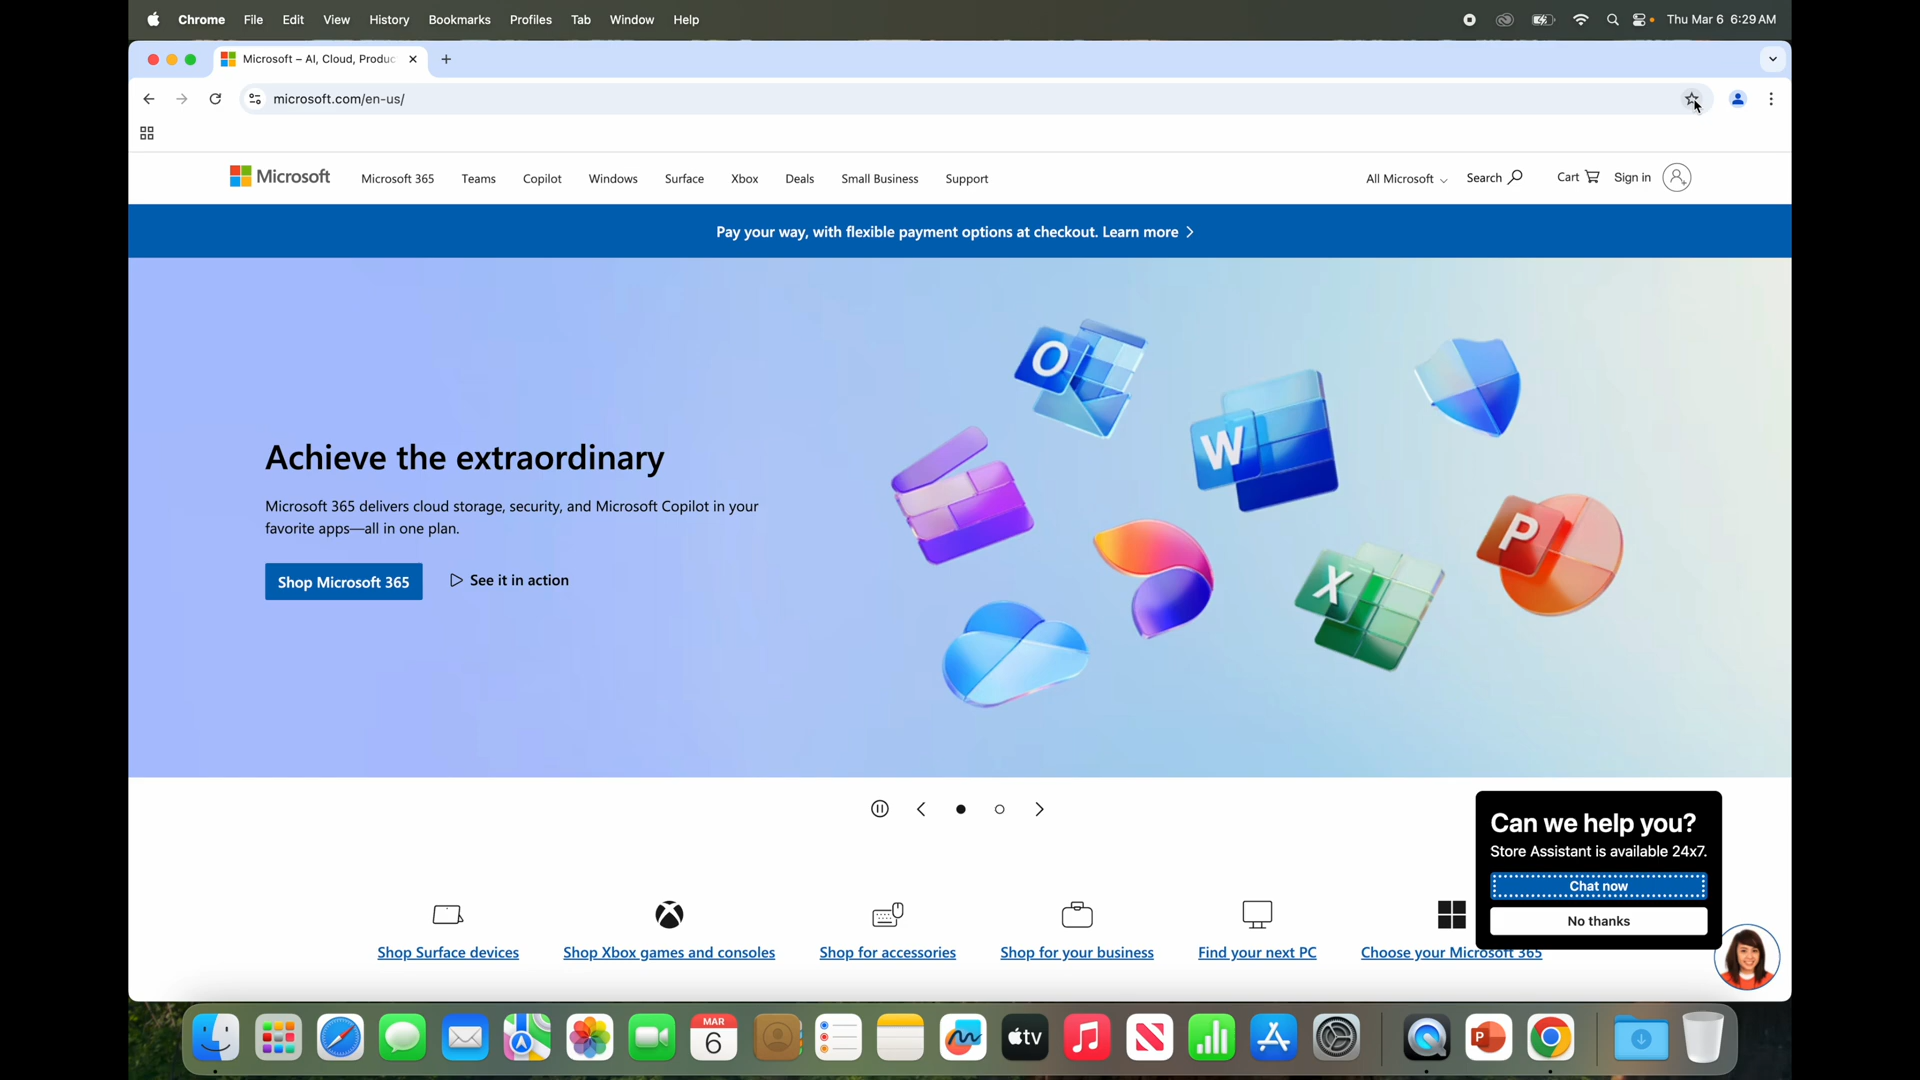 Chrome File Edit View History Bookmarks Profiles Tab Window Help Thu Mar 6 6:29 AM
Microsoft – AI, Cloud, Produc
microsoft.com/en-us/
Microsoft Microsoft 365 Teams Copilot Windows Surface Xbox Deals Small Business Support All Microsoft Search Cart Sign in
Pay your way, with flexible payment options at checkout. Learn more
O
W
P
X
Achieve the extraordinary
Microsoft 365 delivers cloud storage, security, and Microsoft Copilot in your
favorite apps—all in one plan.
Shop Microsoft 365 See it in action
Can we help you?
Store Assistant is available 24x7.
Chat now
No thanks
Shop Surface devices Shop Xbox games and consoles Shop for accessories Shop for your business Find your next PC Choose your Microsoft 365
MAR
6
tv
P